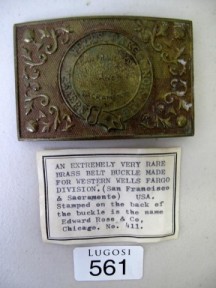 AN EXTREMELY VERY RARE
BRASS BELT BUCKLE MADE
FOR WESTERN WELLS FARGO
DIVISION. (San Francisco
& Sacramento) USA.
Stamped on the back of
the buckle is the name
Edward Rose & Co.
Chicago, No. 411.
LUGOSI
561